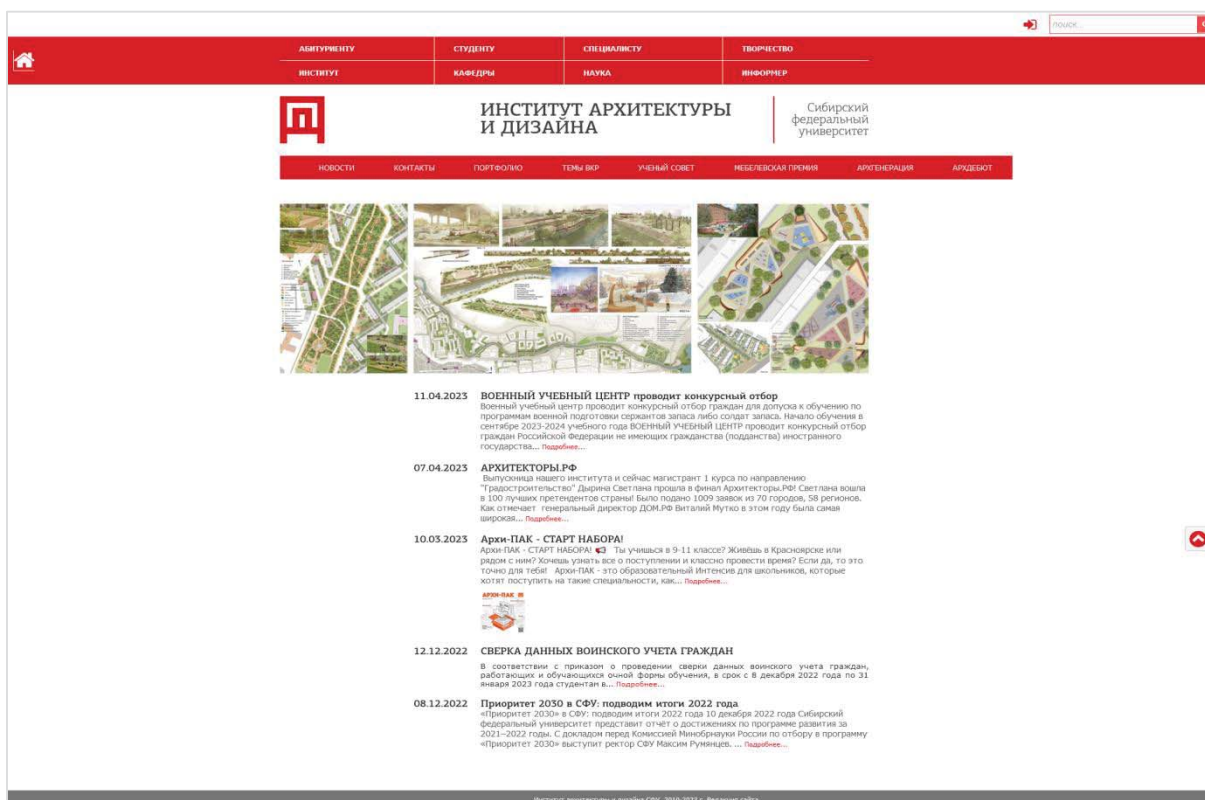 поиск...
АБИТУРИЕНТУ СТУДЕНТУ СПЕЦИАЛИСТУ ТВОРЧЕСТВО
ИНСТИТУТ КАФЕДРЫ НАУКА ИНФОРМЕР
ИНСТИТУТ АРХИТЕКТУРЫ
И ДИЗАЙНА
Сибирский
федеральный
университет
НОВОСТИ КОНТАКТЫ ПОРТФОЛИО ТЕМЫ ВКР УЧЕНЫЙ СОВЕТ МЕБЕЛЕВСКАЯ ПРЕМИЯ АРХГЕНЕРАЦИЯ АРХДЕБЮТ
11.04.2023 ВОЕННЫЙ УЧЕБНЫЙ ЦЕНТР проводит конкурсный отбор
Военный учебный центр проводит конкурсный отбор граждан для допуска к обучению по
программам военной подготовки сержантов запаса либо солдат запаса. Начало обучения в
сентябре 2023-2024 учебного года ВОЕННЫЙ УЧЕБНЫЙ ЦЕНТР проводит конкурсный отбор
граждан Российской Федерации не имеющих гражданства (подданства) иностранного
государства... Подробнее...
07.04.2023 АРХИТЕКТОРЫ.РФ
Выпускница нашего института и сейчас магистрант 1 курса по направлению
"Градостроительство" Дырина Светлана прошла в финал Архитекторы.РФ! Светлана вошла
в 100 лучших претендентов страны! Было подано 1009 заявок из 70 городов, 58 регионов.
Как отмечает генеральный директор ДОМ.РФ Виталий Мутко в этом году была самая
широкая... Подробнее...
10.03.2023 Архи-ПАК - СТАРТ НАБОРА!
Архи-ПАК - СТАРТ НАБОРА! Ты учишься в 9-11 классе? Живёшь в Красноярске или
рядом с ним? Хочешь узнать все о поступлении и классно провести время? Если да, то это
точно для тебя! Архи-ПАК - это образовательный Интенсив для школьников, которые
хотят поступить на такие специальности, как... Подробнее...
АРХИ-ПАК
12.12.2022 СВЕРКА ДАННЫХ ВОИНСКОГО УЧЕТА ГРАЖДАН
В соответствии с приказом о проведении сверки данных воинского учета граждан,
работающих и обучающихся очной формы обучения, в срок с 8 декабря 2022 года по 31
января 2023 года студентам в... Подробнее...
08.12.2022 Приоритет 2030 в СФУ: подводим итоги 2022 года
«Приоритет 2030» в СФУ: подводим итоги 2022 года 10 декабря 2022 года Сибирский
федеральный университет представит отчёт о достижениях по программе развития за
2021–2022 годы. С докладом перед Комиссией Минобрнауки России по отбору в программу
«Приоритет 2030» выступит ректор СФУ Максим Румянцев. ... Подробнее...